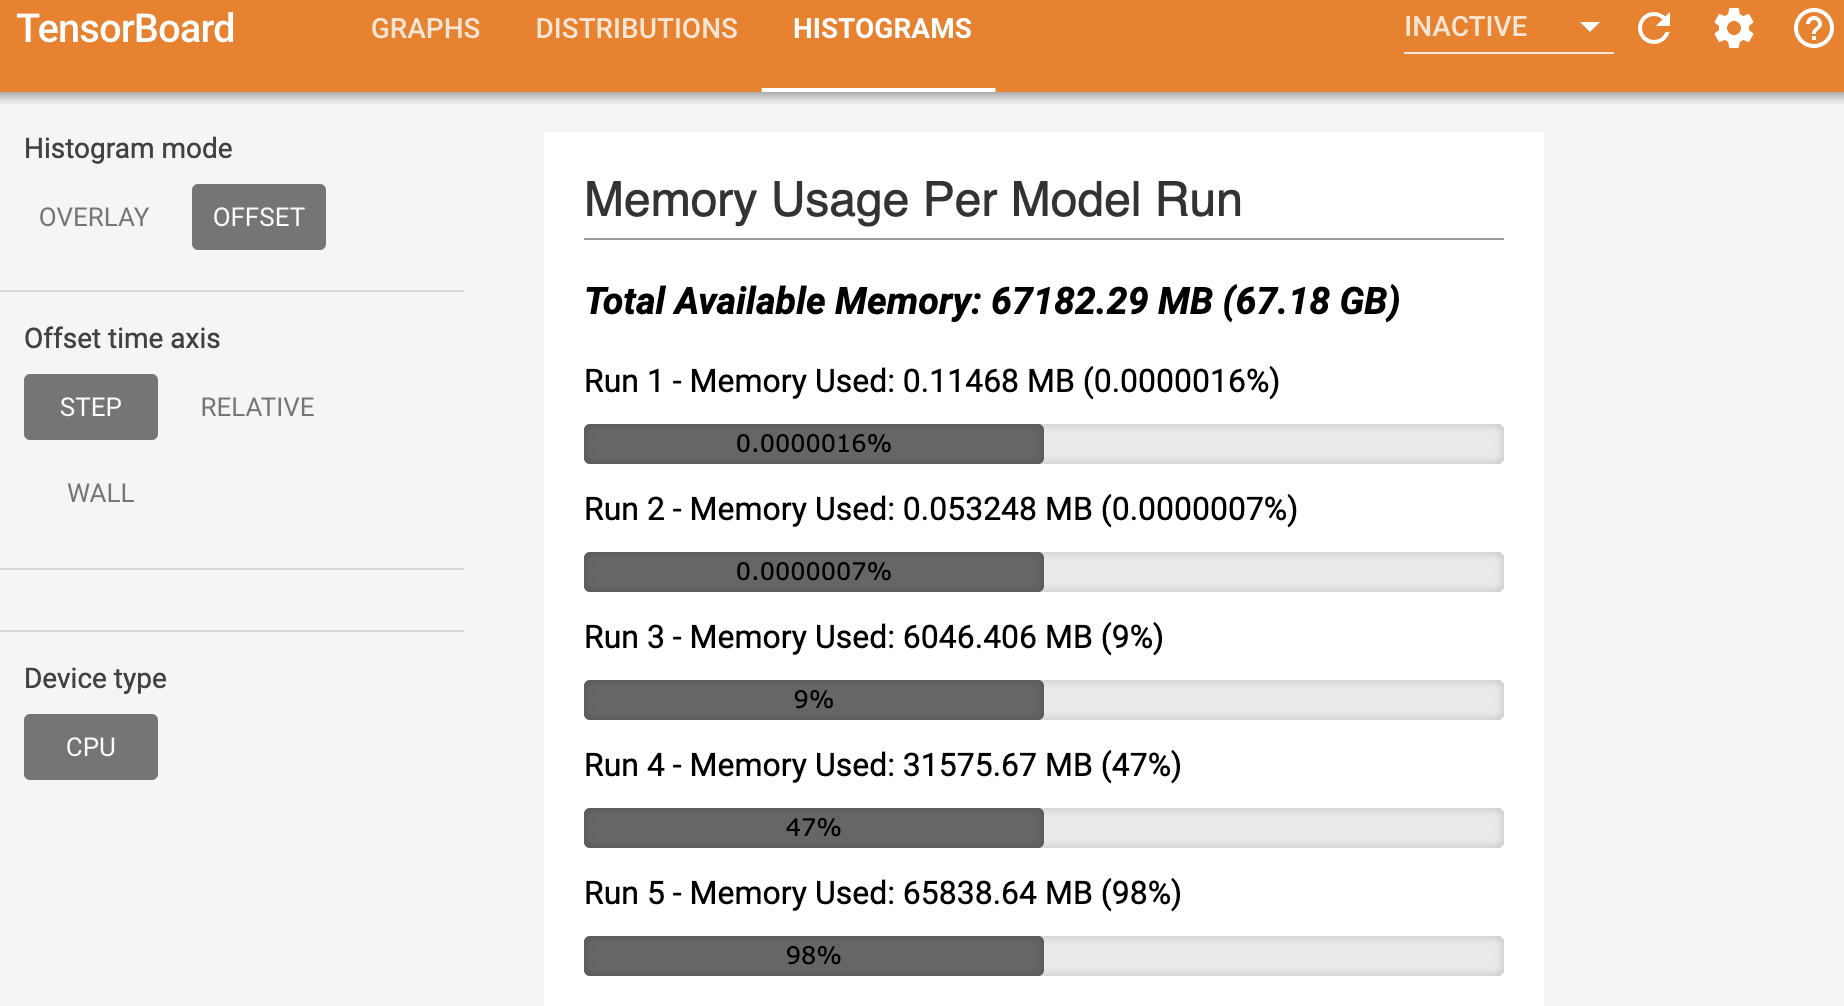 TensorBoard
GRAPHS DISTRIBUTIONS HISTOGRAMS
INACTIVE
Histogram mode
OVERLAY OFFSET
Offset time axis
STEP RELATIVE
WALL
Device type
CPU
Memory Usage Per Model Run
Total Available Memory: 67182.29 MB (67.18 GB)
Run 1 - Memory Used: 0.11468 MB (0.0000016%)
0.0000016%
Run 2 - Memory Used: 0.053248 MB (0.0000007%)
0.0000007%
Run 3 - Memory Used: 6046.406 MB (9%)
9%
Run 4 - Memory Used: 31575.67 MB (47%)
47%
Run 5 - Memory Used: 65838.64 MB (98%)
98%